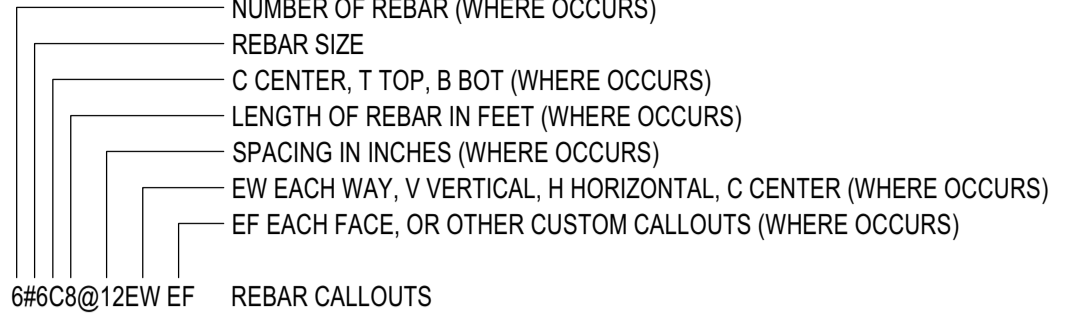 NUMBER OF REBAR (WHERE OCCURS)
REBAR SIZE
C CENTER, T TOP, B BOT (WHERE OCCURS)
LENGTH OF REBAR IN FEET (WHERE OCCURS)
SPACING IN INCHES (WHERE OCCURS)
EW EACH WAY, V VERTICAL, H HORIZONTAL, C CENTER (WHERE OCCURS)
EF EACH FACE, OR OTHER CUSTOM CALLOUTS (WHERE OCCURS)
6#6C8@12EW EF REBAR CALLOUTS